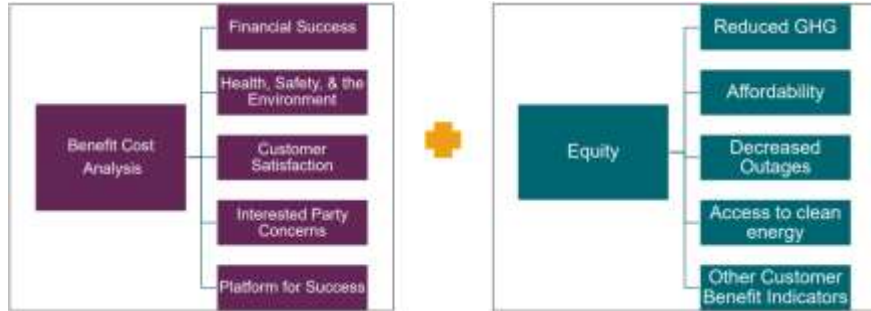 Benefit Cost
Analysis
Financial Success
Health, Safety, & the
Environment
Customer
Satisfaction
Interested Party
Concerns
Platform for Success
Equity
Reduced GHG
Affordability
Decreased
Outages
Access to clean
energy
Other Customer
Benefit Indicators